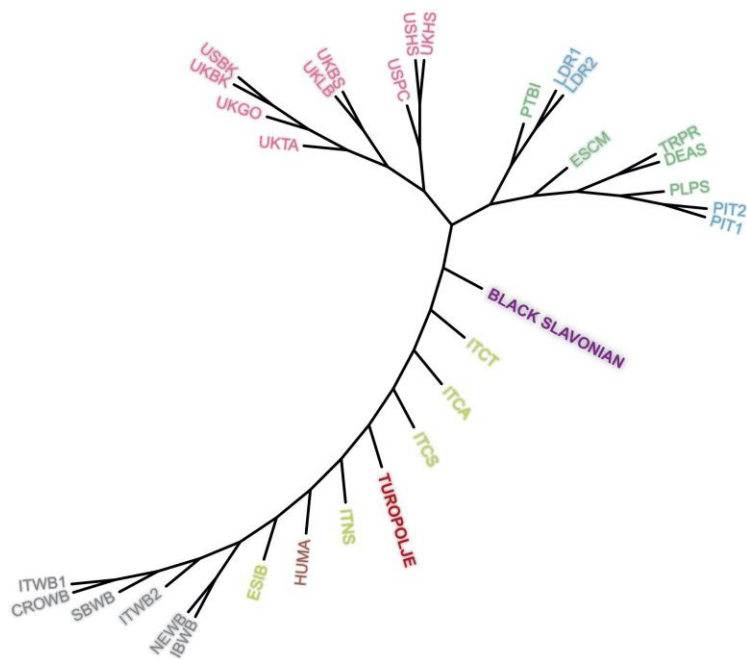 USBK
UKBK
UKGO
UKTA
UKBS
UKLB
USHS
UKHS
USPC
PTBI
LDR1
LDR2
ESCM
TRPR
DEAS
PLPS
PIT2
PIT1
BLACK SLAVONIAN
ITCT
ITCA
ITCS
TUROPOLJE
ITNS
HUMA
ESIB
IBWB
NEWB
ITWB2
SBWB
CROWB
ITWB1